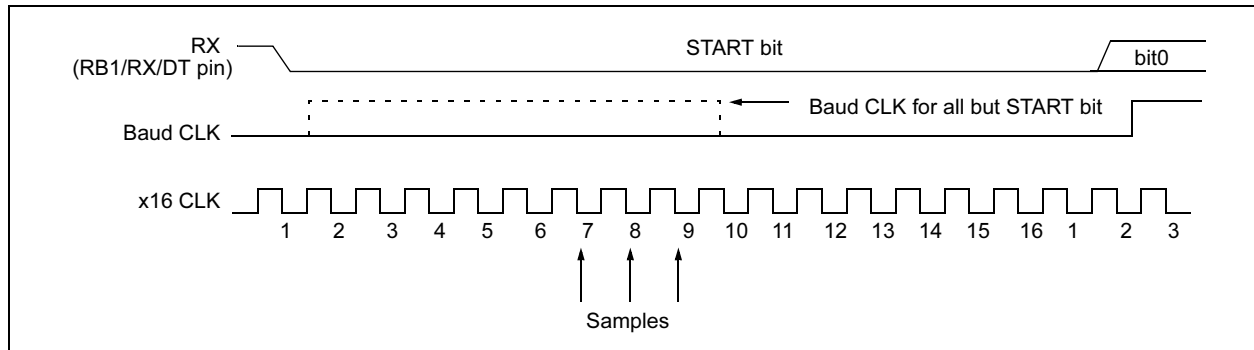 RX
(RB1/RX/DT pin)
START bit
bit0
Baud CLK for all but START bit
Baud CLK
x16 CLK
1 2 3 4 5 6 7 8 9 10 11 12 13 14 15 16 1 2 3
Samples